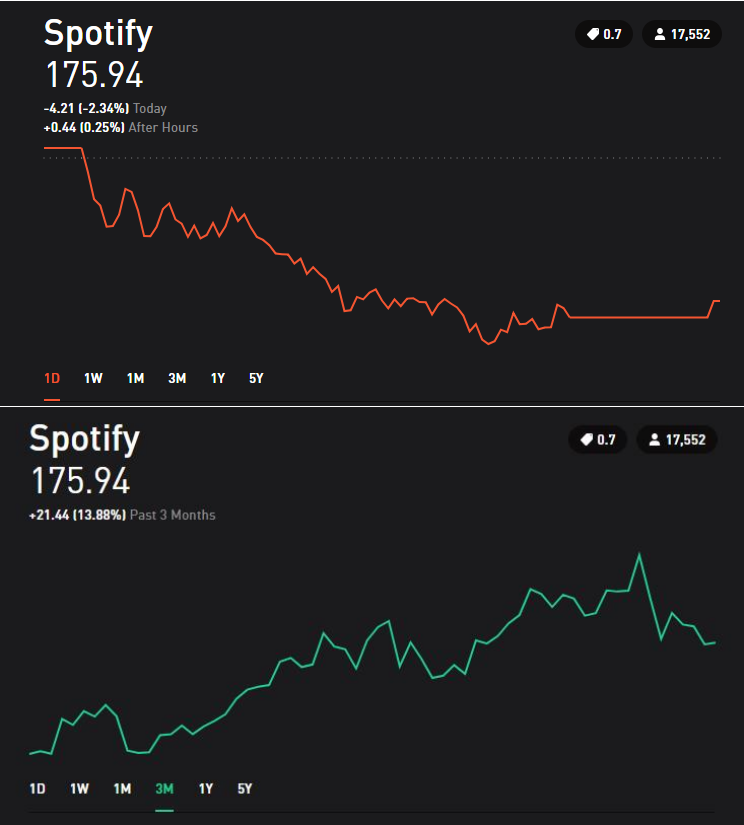 Spotify
0.7
17,552
175.94
-4.21 (-2.34%) Today
+0.44 (0.25%) After Hours
1D 1W 1M 3M 1Y 5Y
Spotify
0.7
17,552
175.94
+21.44 (13.88%) Past 3 Months
1D 1W 1M 3M 1Y 5Y